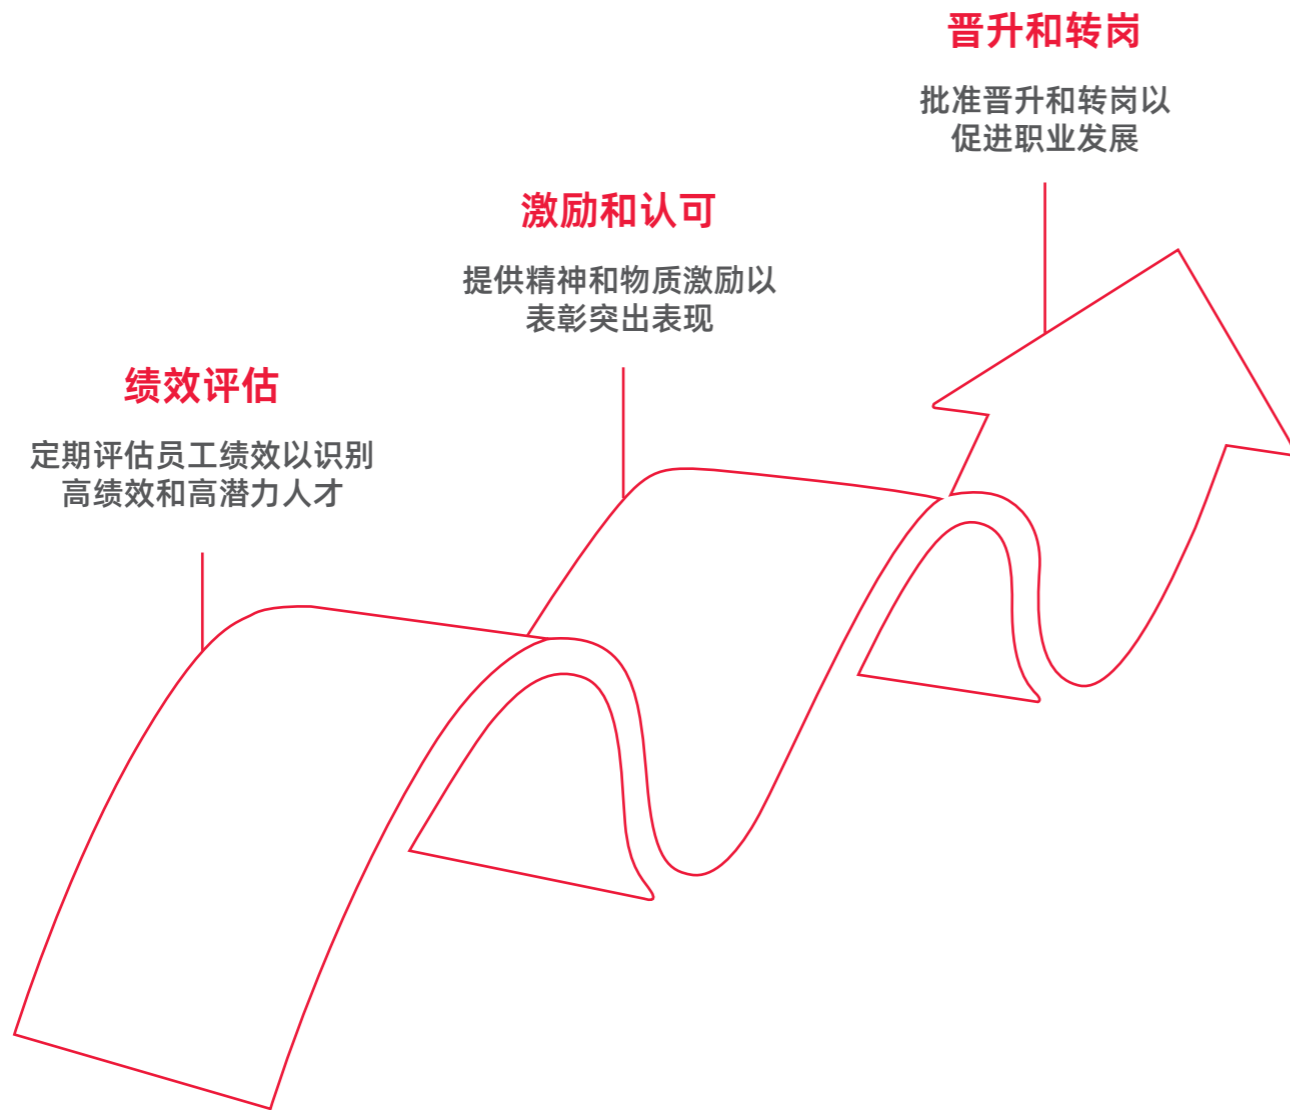 晋升和转岗
批准晋升和转岗以
促进职业发展
激励和认可
提供精神和物质激励以
表彰突出表现
绩效评估
定期评估员工绩效以识别
高绩效和高潜力人才